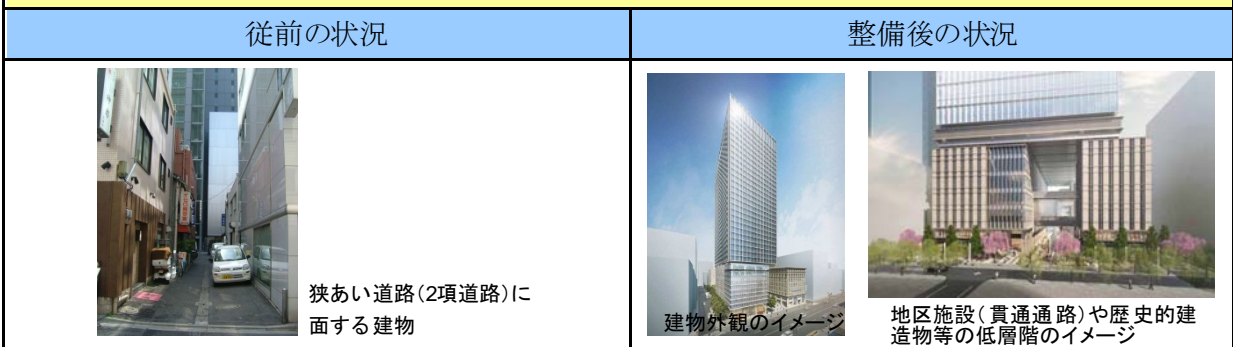 従前の状況
整備後の状況
狭あい道路(2項道路)に
面する建物
建物外観のイメージ
地区施設(貫通通路)や歴史的建
造物等の低層階のイメージ